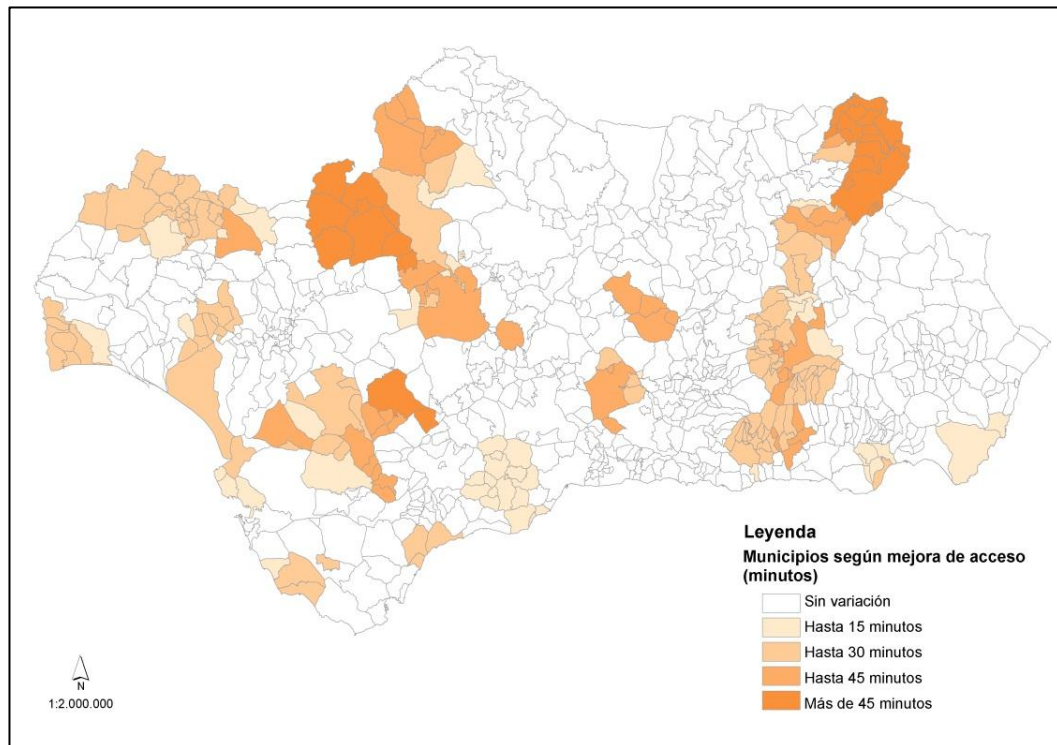 Leyenda
Municipios según mejora de acceso
(minutos)
Sin variación
Hasta 15 minutos
Hasta 30 minutos
Hasta 45 minutos
Más de 45 minutos
N
1:2.000.000